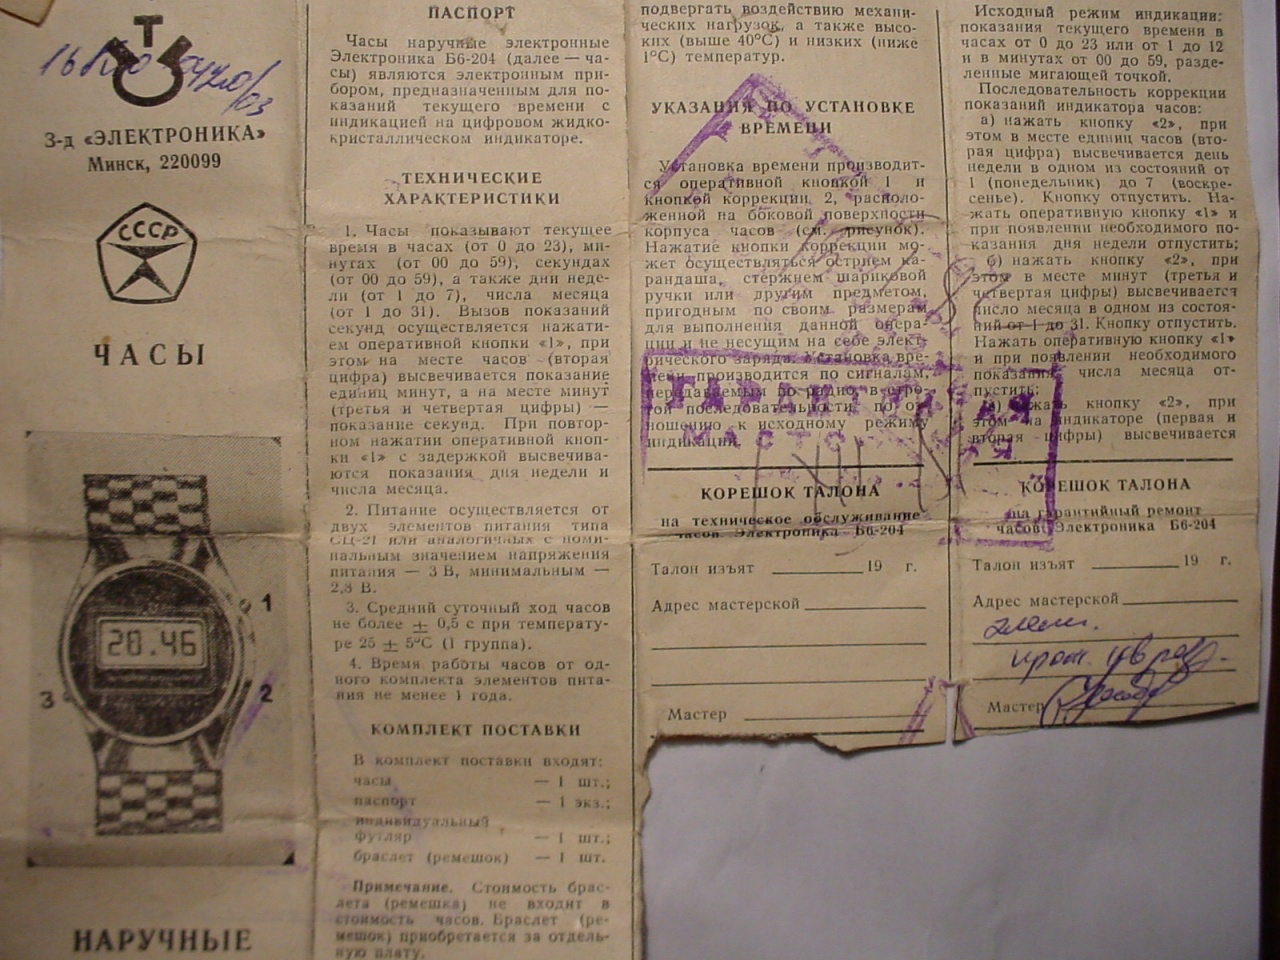 З-д «ЭЛЕКТРОНИКА»
Минск, 220099
СССР
ЧАСЫ
20.46
1
2
3
НАРУЧНЫЕ
ПАСПОРТ
Часы наручные электронные
Электроника Б6-204 (далее — ча-
сы) являются электронным при-
бором, предназначенным для по-
казаний текущего времени с
индикацией на цифровом жидко-
кристаллическом индикаторе.
ТЕХНИЧЕСКИЕ
ХАРАКТЕРИСТИКИ
1. Часы показывают текущее
время в часах (от 0 до 23), ми-
нутах (от 00 до 59), секундах
(от 00 до 59), а также дни неде-
ли (от 1 до 7), числа месяца
(от 1 до 31). Вызов показаний
секунд осуществляется нажати-
ем оперативной кнопки «1», при
этом на месте часов (вторая
цифра) высвечивается показание
единиц минут, а на месте минут
(третья и четвертая цифры) —
показание секунд. При повтор-
ном нажатии оперативной кноп-
ки «1» с задержкой высвечива-
ются показания дня недели и
числа месяца.
2. Питание осуществляется от
двух элементов питания типа
СЦ-21 или аналогичных с номи-
нальным значением напряжения
питания — 3 В, минимальным —
2,8 В.
3. Средний суточный ход часов
не более ± 0,5 с при температу-
ре 25 ± 5°С (1 группа).
4. Время работы часов от од-
ного комплекта элементов пита-
ния не менее 1 года.
КОМПЛЕКТ ПОСТАВКИ
В комплект поставки входят:
часы — 1 шт.;
паспорт — 1 экз.;
индивидуальный
футляр — 1 шт.;
браслет (ремешок) — 1 шт.
Примечание. Стоимость брас-
лета (ремешка) не входит в
стоимость часов. Браслет (ре-
мешок) приобретается за отдель-
ную плату.
подвергать воздействию механи-
ческих нагрузок, а также высо-
ких (выше 40°С) и низких (ниже
1°С) температур.
УКАЗАНИЯ ПО УСТАНОВКЕ
ВРЕМЕНИ
Установка времени производит-
ся оперативной кнопкой 1 и
кнопкой коррекции 2, располо-
женной на боковой поверхности
корпуса часов (см. рисунок).
Нажатие кнопки коррекции мо-
жет осуществляться острием ка-
рандаша, стержнем шариковой
ручки или другим предметом,
пригодным по своим размерам
для выполнения данной опера-
ции и не несущим на себе элект-
рического заряда. Установка вре-
мени производится по сигналам,
передаваемым по радио, в стро-
гой последовательности по от-
ношению к исходному режиму
индикации.
ГАРАНТИЙНАЯ
КОРЕШОК ТАЛОНА
на техническое обслуживание
часов Электроника Б6-204
Талон изъят 19 г.
Адрес мастерской
Мастер
Исходный режим индикации:
показания текущего времени в
часах от 0 до 23 или от 1 до 12
и в минутах от 00 до 59, разде-
ленные мигающей точкой.
Последовательность коррекции
показаний индикатора часов:
а) нажать кнопку «2», при
этом в месте единиц часов (вто-
рая цифра) высвечивается день
недели в одном из состояний от
1 (понедельник) до 7 (воскре-
сенье). Кнопку отпустить. На-
жать оперативную кнопку «1» и
при появлении необходимого по-
казания дня недели отпустить;
б) нажать кнопку «2», при
этом в месте минут (третья и
четвертая цифры) высвечивается
число месяца в одном из состоя-
ний от 1 до 31. Кнопку отпустить.
Нажать оперативную кнопку «1»
и при появлении необходимого
показания числа месяца от-
пустить;
нажать кнопку «2», при
этом на индикаторе (первая и
вторая цифры) высвечивается
КОРЕШОК ТАЛОНА
на гарантийный ремонт
часов Электроника Б6-204
Талон изъят 19 г.
Адрес мастерской
Мастер